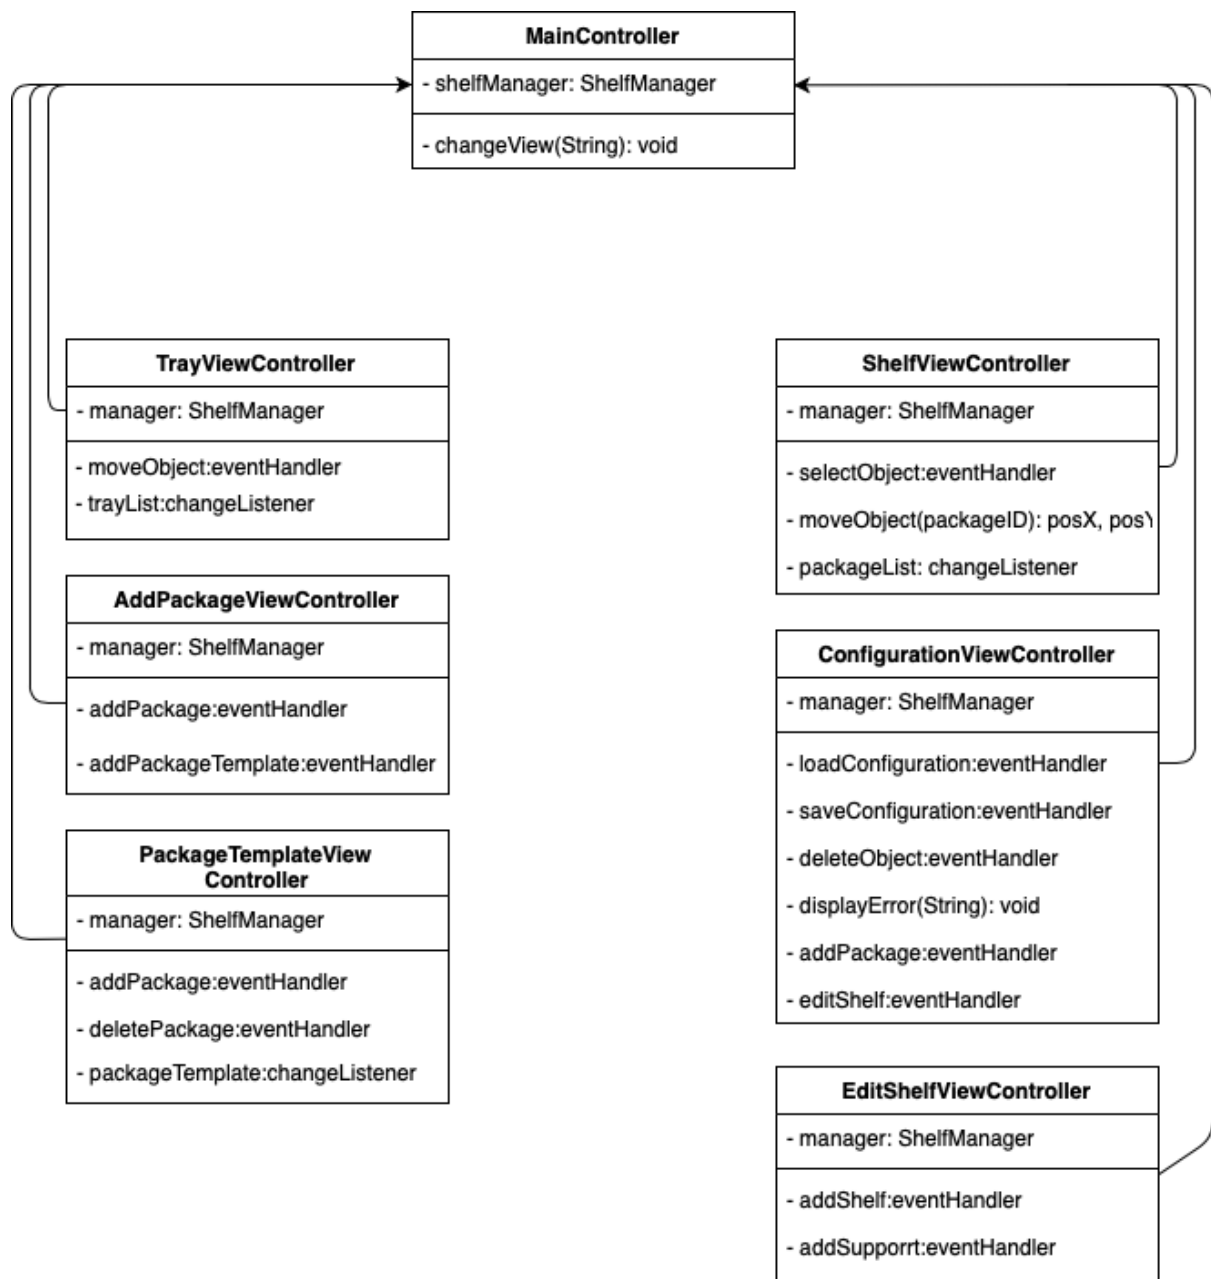 MainController
- shelfManager: ShelfManager
- changeView(String): void
TrayViewController
- manager: ShelfManager
- moveObject:eventHandler
- trayList:changeListener
AddPackageViewController
- manager: ShelfManager
- addPackage:eventHandler
- addPackageTemplate:eventHandler
PackageTemplateView
Controller
- manager: ShelfManager
- addPackage:eventHandler
- deletePackage:eventHandler
- packageTemplate:changeListener
ShelfViewController
- manager: ShelfManager
- selectObject:eventHandler
- moveObject(packageID): posX, posY
- packageList: changeListener
ConfigurationViewController
- manager: ShelfManager
- loadConfiguration:eventHandler
- saveConfiguration:eventHandler
- deleteObject:eventHandler
- displayError(String): void
- addPackage:eventHandler
- editShelf:eventHandler
EditShelfViewController
- manager: ShelfManager
- addShelf:eventHandler
- addSupporrt:eventHandler